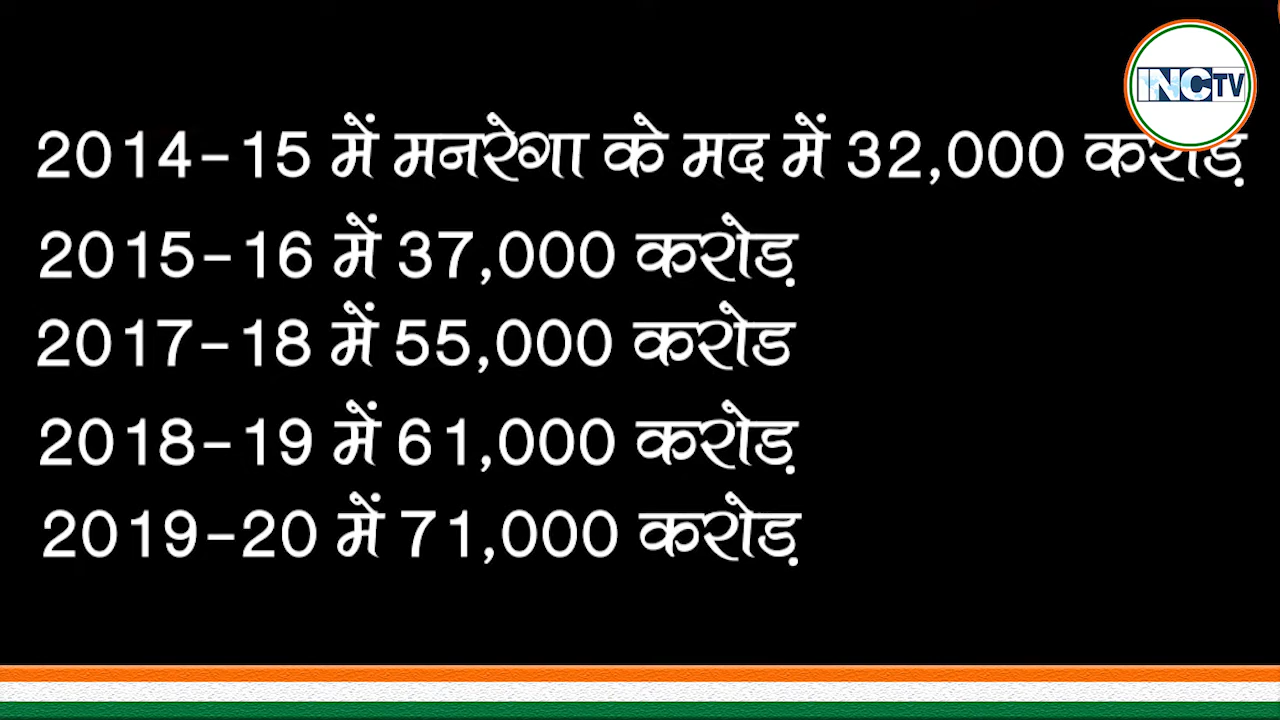 INCTV
2014-15 में मनरेगा के मद में 32,000 करोड़
2015-16 में 37,000 करोड़
2017-18 में 55,000 करोड
2018-19 में 61,000 करोड़
2019-20 में 71,000 करोड़